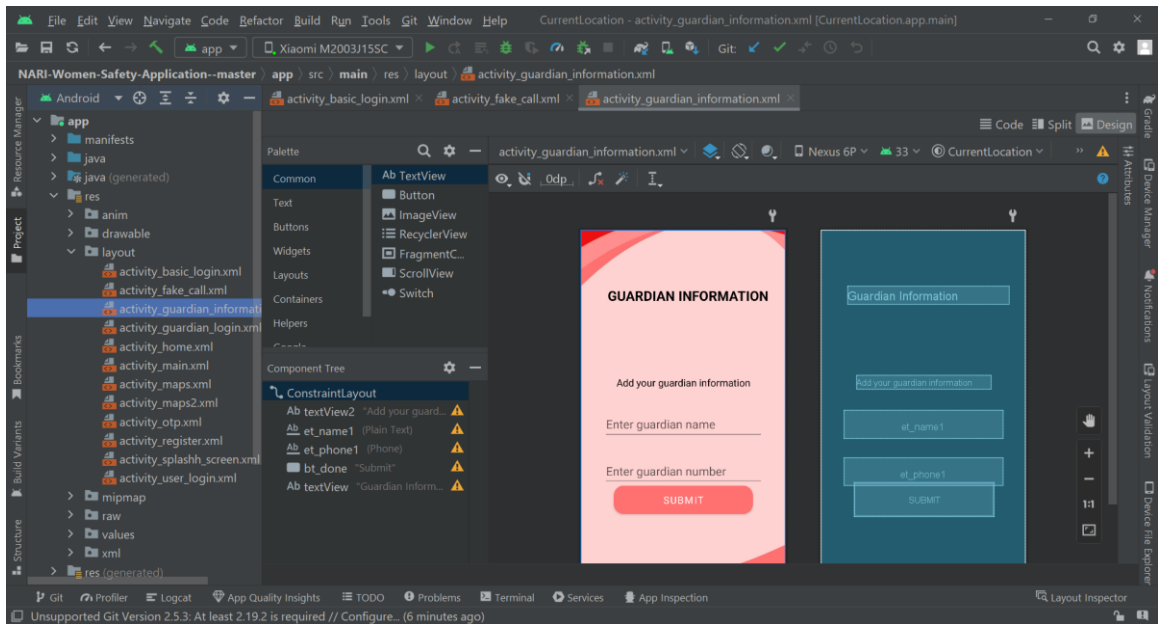 File Edit View Navigate Code Refactor Build Run Tools Git Window Help CurrentLocation - activity_guardian_information.xml [CurrentLocation.app.main]
app Xiaomi M2003J15SC Git:
NARI-Women-Safety-Application--master app src main res layout activity_guardian_information.xml
Android activity_basic_login.xml activity_fake_call.xml activity_guardian_information.xml
Code Split Design
app
manifests
java
java (generated)
res
anim
drawable
layout
activity_basic_login.xml
activity_fake_call.xml
activity_guardian_informati
activity_guardian_login.xml
activity_home.xml
activity_main.xml
activity_maps.xml
activity_maps2.xml
activity_otp.xml
activity_register.xml
activity_splashh_screen.xml
activity_user_login.xml
mipmap
raw
values
xml
res (generated)
Palette
Common
Text
Buttons
Widgets
Layouts
Containers
Helpers
Ab TextView
Button
ImageView
RecyclerView
FragmentC...
ScrollView
Switch
Component Tree
ConstraintLayout
Ab textView2 "Add your guard...
Ab et_name1 (Plain Text)
Ab et_phone1 (Phone)
bt_done "Submit"
Ab textView "Guardian Inform...
activity_guardian_information.xml Nexus 6P 33 CurrentLocation
0dp
GUARDIAN INFORMATION
Add your guardian information
Enter guardian name
Enter guardian number
SUBMIT
Guardian Information
Add your guardian information
et_name1
et_phone1
SUBMIT
1:1
Resource Manager
Project
Bookmarks
Build Variants
Structure
Gradle
Attributes
Device Manager
Notifications
Layout Validation
Device File Explorer
Git Profiler Logcat App Quality Insights TODO Problems Terminal Services App Inspection Layout Inspector
Unsupported Git Version 2.5.3: At least 2.19.2 is required // Configure... (6 minutes ago)